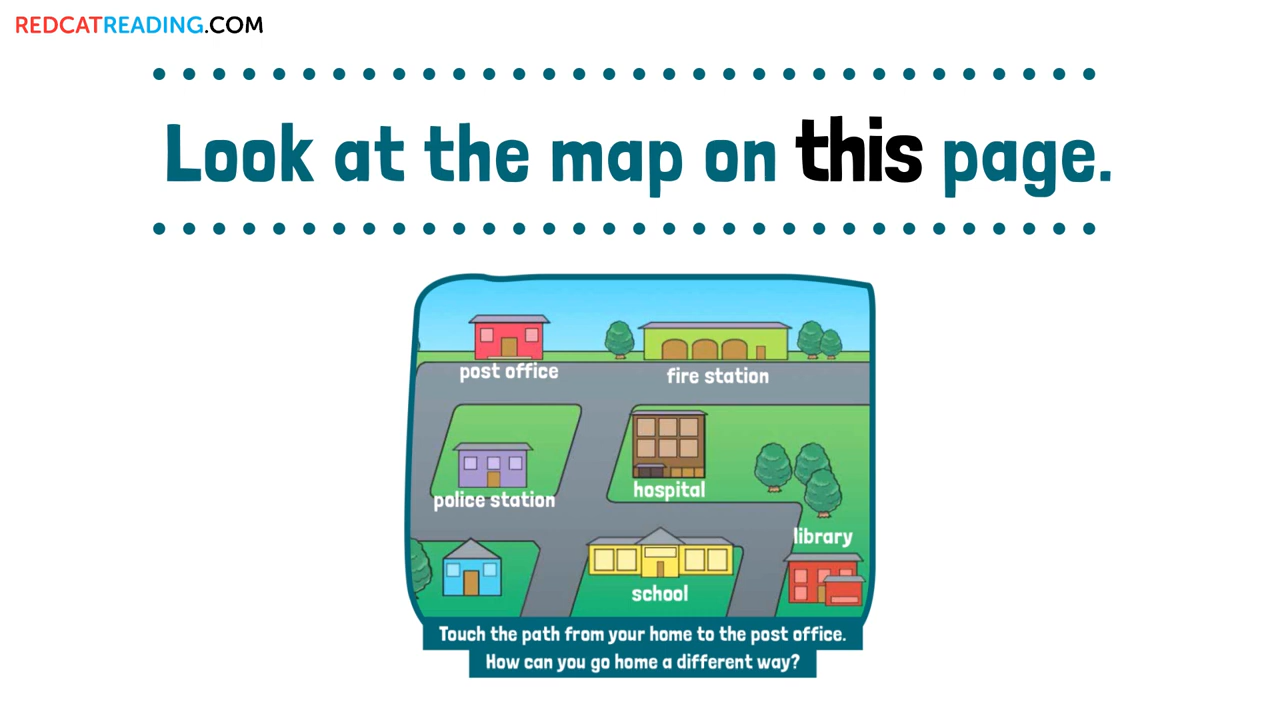 REDCATREADING.COM
Look at the map on this page.
post office
fire station
hospital
police station
library
school
Touch the path from your home to the post office.
How can you go home a different way?